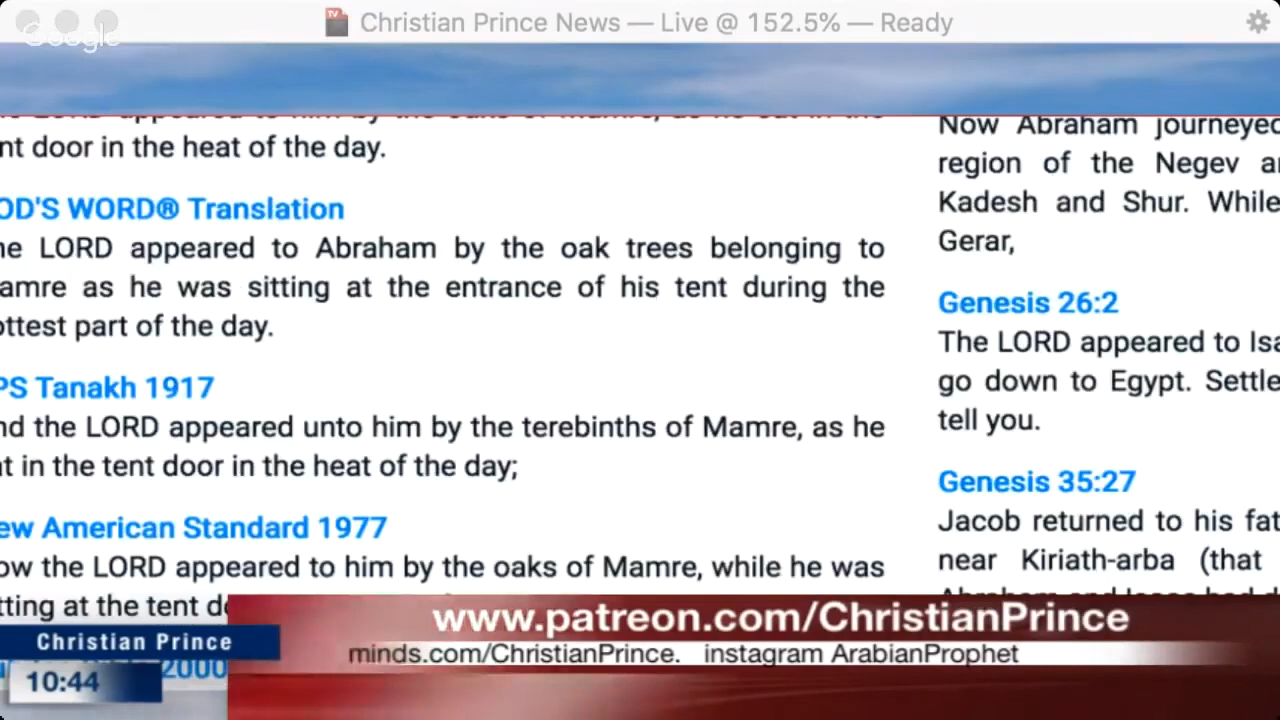 Christian Prince News — Live @ 152.5% — Ready
Google
nt door in the heat of the day.
OD'S WORD® Translation
he LORD appeared to Abraham by the oak trees belonging to
amre as he was sitting at the entrance of his tent during the
ottest part of the day.
PS Tanakh 1917
nd the LORD appeared unto him by the terebinths of Mamre, as he
at in the tent door in the heat of the day;
ew American Standard 1977
ow the LORD appeared to him by the oaks of Mamre, while he was
tting at the tent
2000
Now Abraham journeyed
region of the Negev
Kadesh and Shur. While
Gerar,
Genesis 26:2
The LORD appeared to Isa
go down to Egypt. Settle
tell you.
Genesis 35:27
Jacob returned to his fat
near Kiriath-arba (that
www.patreon.com/ChristianPrince
minds.com/ChristianPrince. instagram ArabianProphet
Christian Prince
10:44